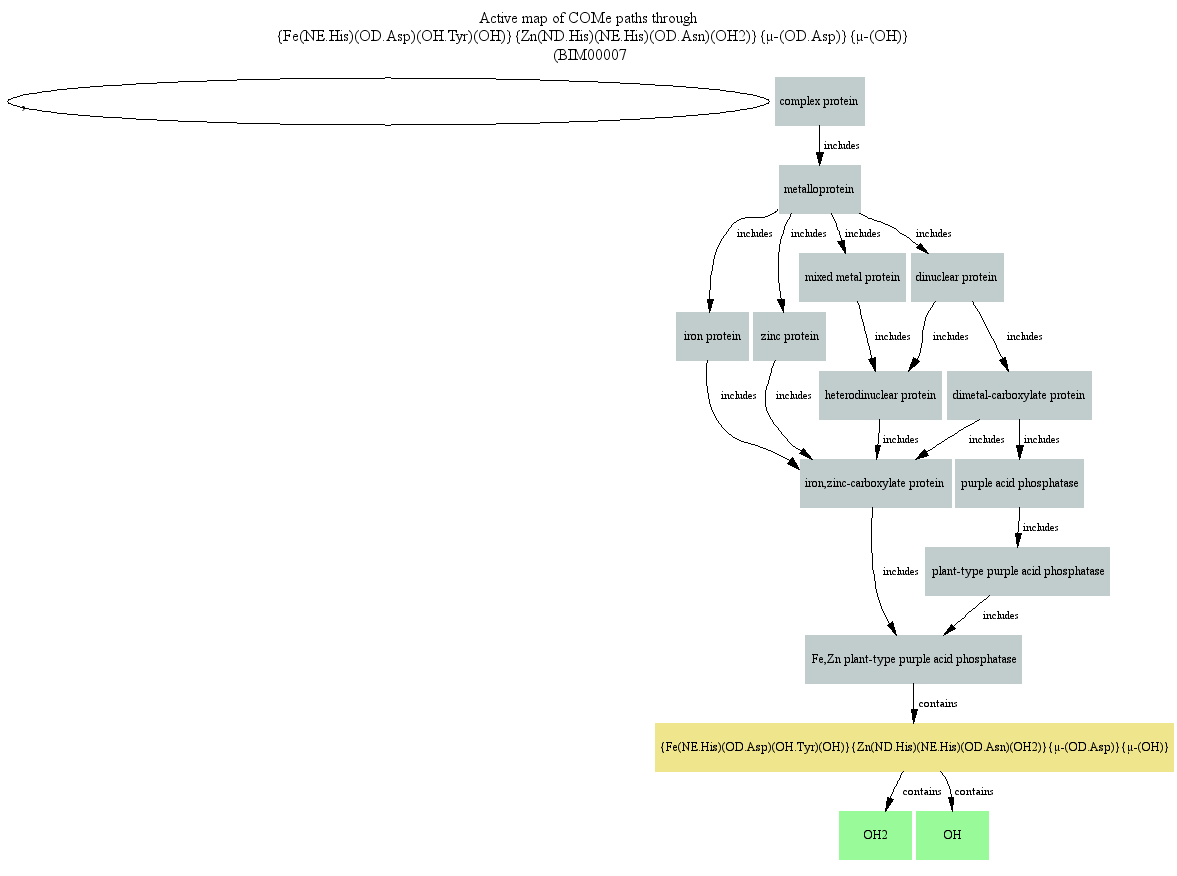 Active map of COMe paths through
{Fe(NE.His)(OD.Asp)(OH.Tyr)(OH)}{Zn(ND.His)(NE.His)(OD.Asn)(OH2)}{μ-(OD.Asp)}{μ-(OH)}
(BIM00007
,
complex protein
includes
metalloprotein
includes
includes
includes
includes
mixed metal protein
dinuclear protein
iron protein
zinc protein
includes
includes
includes
includes
includes
heterodinuclear protein
dimetal-carboxylate protein
includes
includes
includes
iron,zinc-carboxylate protein
purple acid phosphatase
includes
includes
plant-type purple acid phosphatase
includes
Fe,Zn plant-type purple acid phosphatase
contains
{Fe(NE.His)(OD.Asp)(OH.Tyr)(OH)}{Zn(ND.His)(NE.His)(OD.Asn)(OH2)}{μ-(OD.Asp)}{μ-(OH)}
contains
contains
OH2
OH